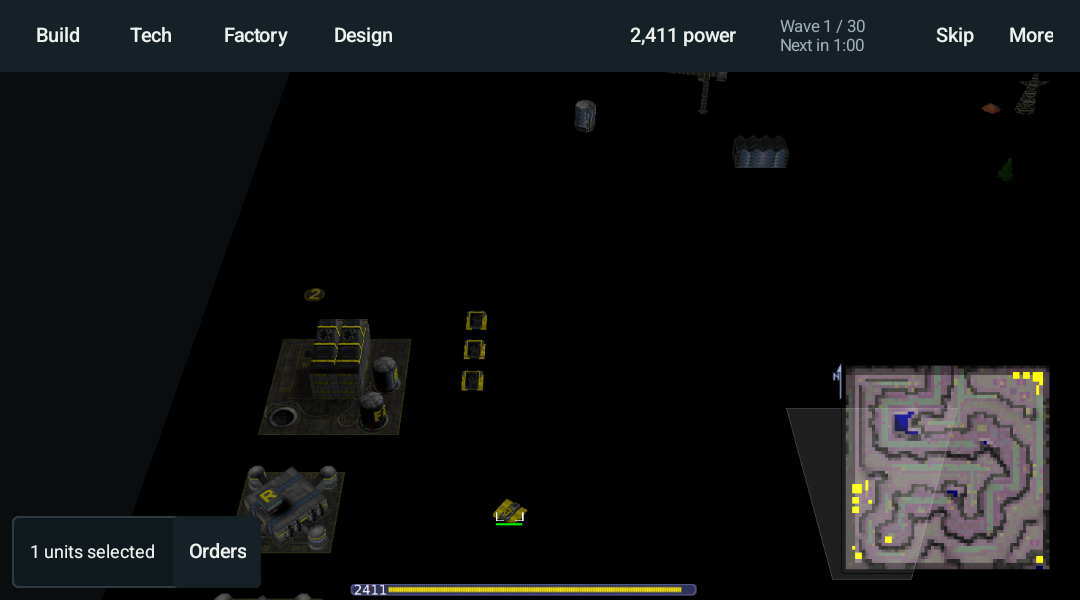 Build Tech Factory Design 2,411 power Wave 1 / 30 Skip More
Next in 1:00
2
R
N
1 units selected Orders
2411